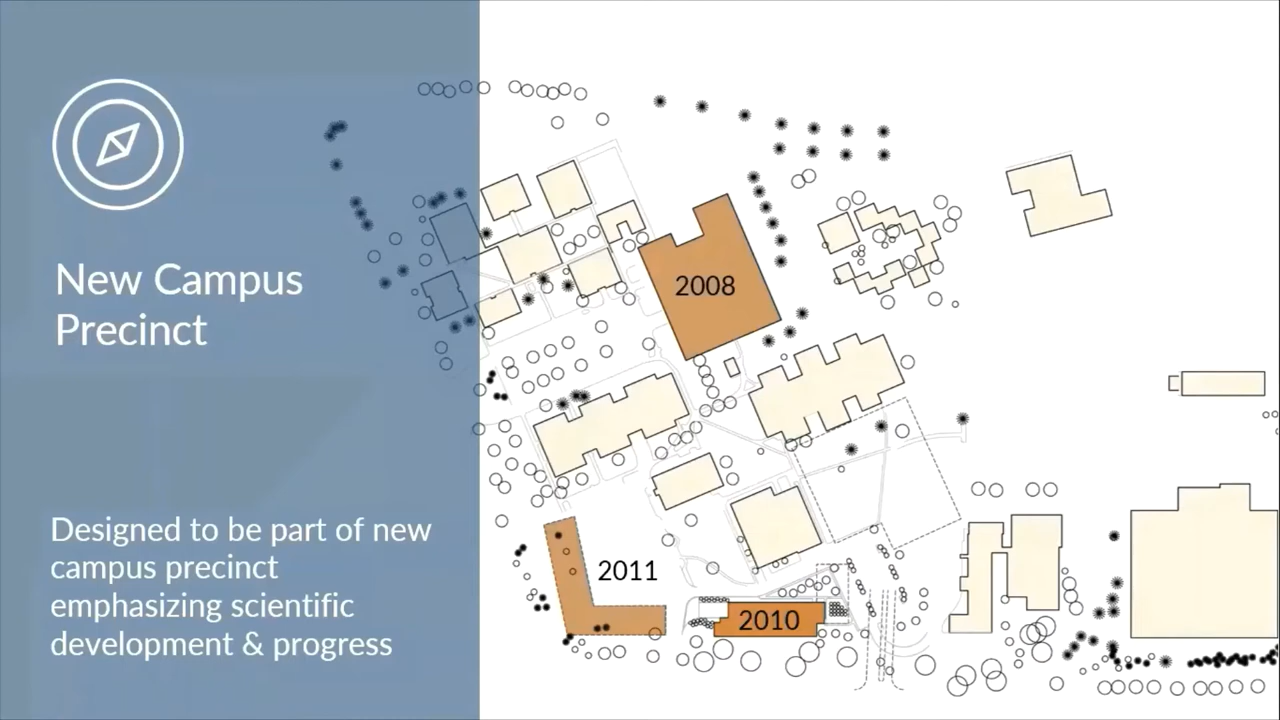 New Campus
Precinct
Designed to be part of new
campus precinct
emphasizing scientific
development & progress
2008
2011
2010